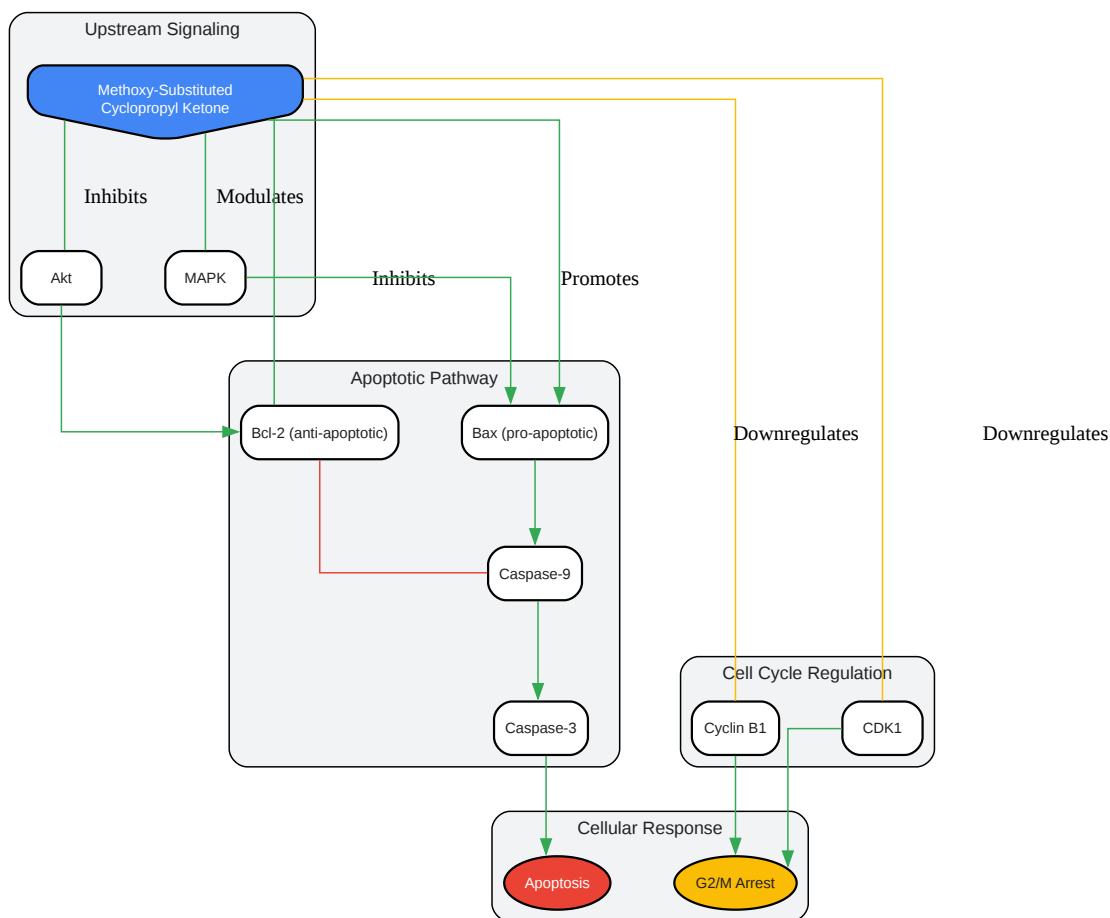 Upstream Signaling
Methoxy-Substituted
Cyclopropyl Ketone
Inhibits
Modulates
Akt
MAPK
Inhibits
Promotes
Apoptotic Pathway
Bcl-2 (anti-apoptotic)
Bax (pro-apoptotic)
Downregulates
Downregulates
Caspase-9
Cell Cycle Regulation
Caspase-3
Cyclin B1
CDK1
Cellular Response
Apoptosis
G2/M Arrest